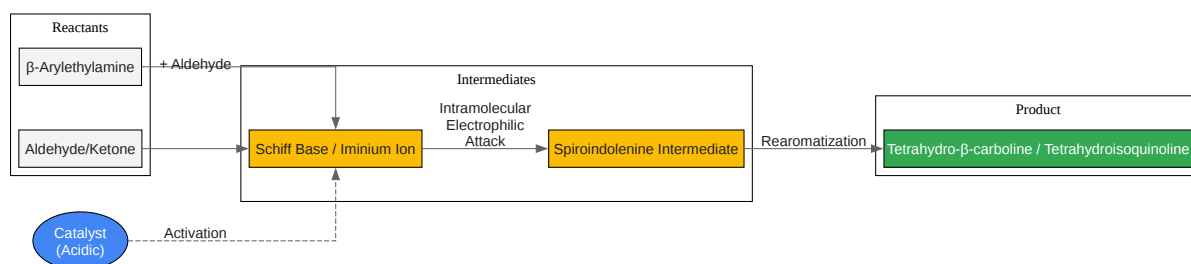 Reactants
β-Arylethylamine
+ Aldehyde
Intermediates
Product
Aldehyde/Ketone
Schiff Base / Iminium Ion
Intramolecular
Electrophilic
Attack
Spiroindolenine Intermediate
Rearomatization
Tetrahydro-β-carboline / Tetrahydroisoquinoline
Catalyst
(Acidic)
Activation